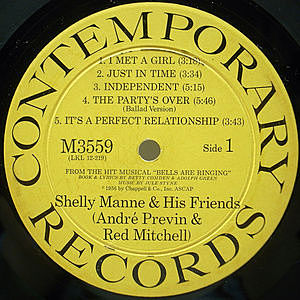 CONTEMPORARY
1. I MET A GIRL (3:18)
2. JUST IN TIME (3:34)
3. INDEPENDENT (5:15)
4. THE PARTY'S OVER (5:46)
(Ballad Version)
5. IT'S A PERFECT RELATIONSHIP (3:43)
M3559
Side 1
(LKL 12-219)
FROM THE HIT MUSICAL "BELLS ARE RINGING"
BOOK & LYRICS BY BETTY COMDEN & ADOLPH GREEN
MUSIC BY JULE STYNE
© 1956 by Chappell & Co., Inc. ASCAP
Shelly Manne & His Friends
(André Previn &
Red Mitchell)
RECORDS